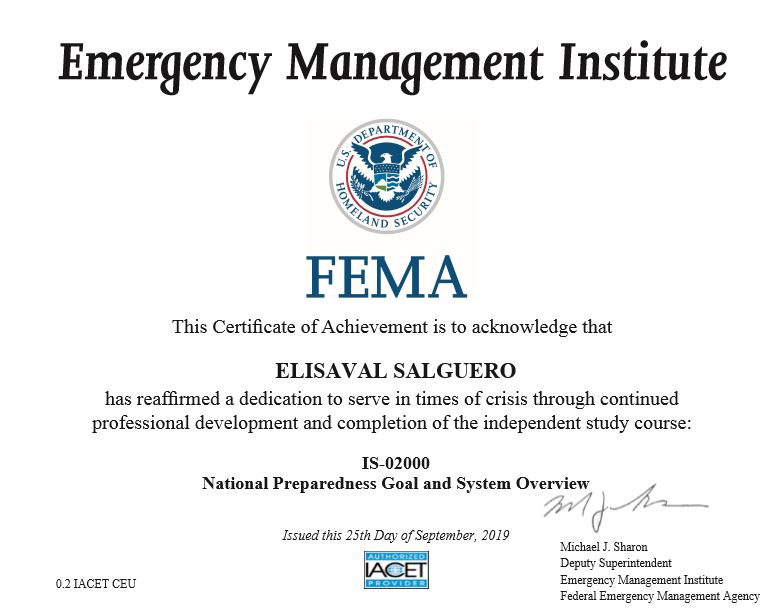 Emergency Management Institute
U.S. DEPARTMENT OF
HOMELAND SECURITY
FEMA
This Certificate of Achievement is to acknowledge that
ELISAVAL SALGUERO
has reaffirmed a dedication to serve in times of crisis through continued
professional development and completion of the independent study course:
IS-02000
National Preparedness Goal and System Overview
Issued this 25th Day of September, 2019
AUTHORIZED
IACET
PROVIDER
0.2 IACET CEU
Michael J. Sharon
Deputy Superintendent
Emergency Management Institute
Federal Emergency Management Agency